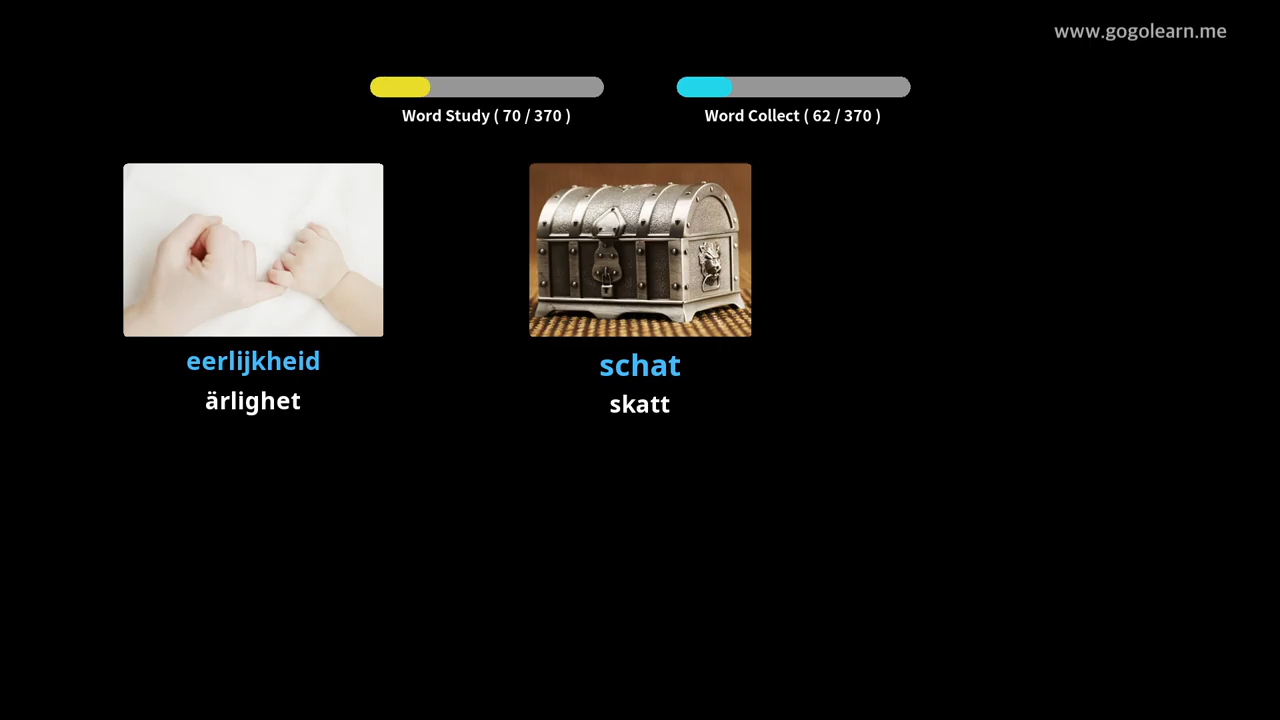 www.gogolearn.me
Word Study ( 70 / 370 )
Word Collect ( 62 / 370 )
eerlijkheid
ärlighet
schat
skatt